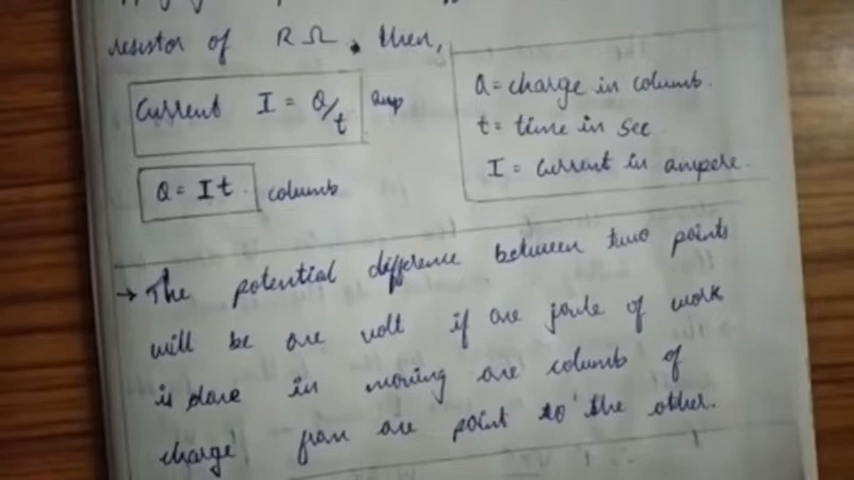 resistor of RΩ. then,
Current I = Q/t amp
Q = charge in columb.
t = time in sec
I = current in ampere.
Q = It. columb
→ The potential difference between two points
will be one volt if one joule of work
is done in moving one columb of
charge from one point to the other.